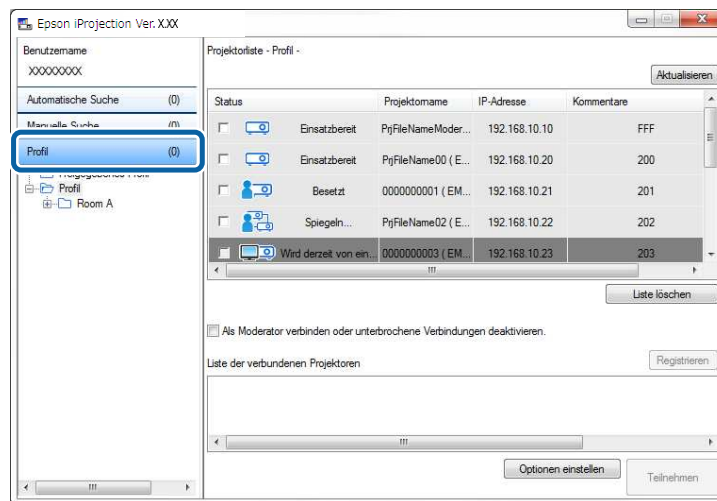 Epson iProjection Ver. X.XX
Benutzername
XXXXXXXX
Automatische Suche (0)
Manuelle Suche (0)
Profil (0)
Profil
Room A
Projektorliste - Profil -
Aktualisieren
Status Projektorname IP-Adresse Kommentare
Einsatzbereit PrjFileNameModer... 192.168.10.10 FFF
Einsatzbereit PrjFileName00 ( E... 192.168.10.20 200
Besetzt 0000000001 ( EM... 192.168.10.21 201
Spiegeln... PrjFileName02 ( E... 192.168.10.22 202
Wird derzeit von ein... 0000000003 ( EM... 192.168.10.23 203
Liste löschen
Als Moderator verbinden oder unterbrochene Verbindungen deaktivieren.
Liste der verbundenen Projektoren
Registrieren
Optionen einstellen
Teilnehmen